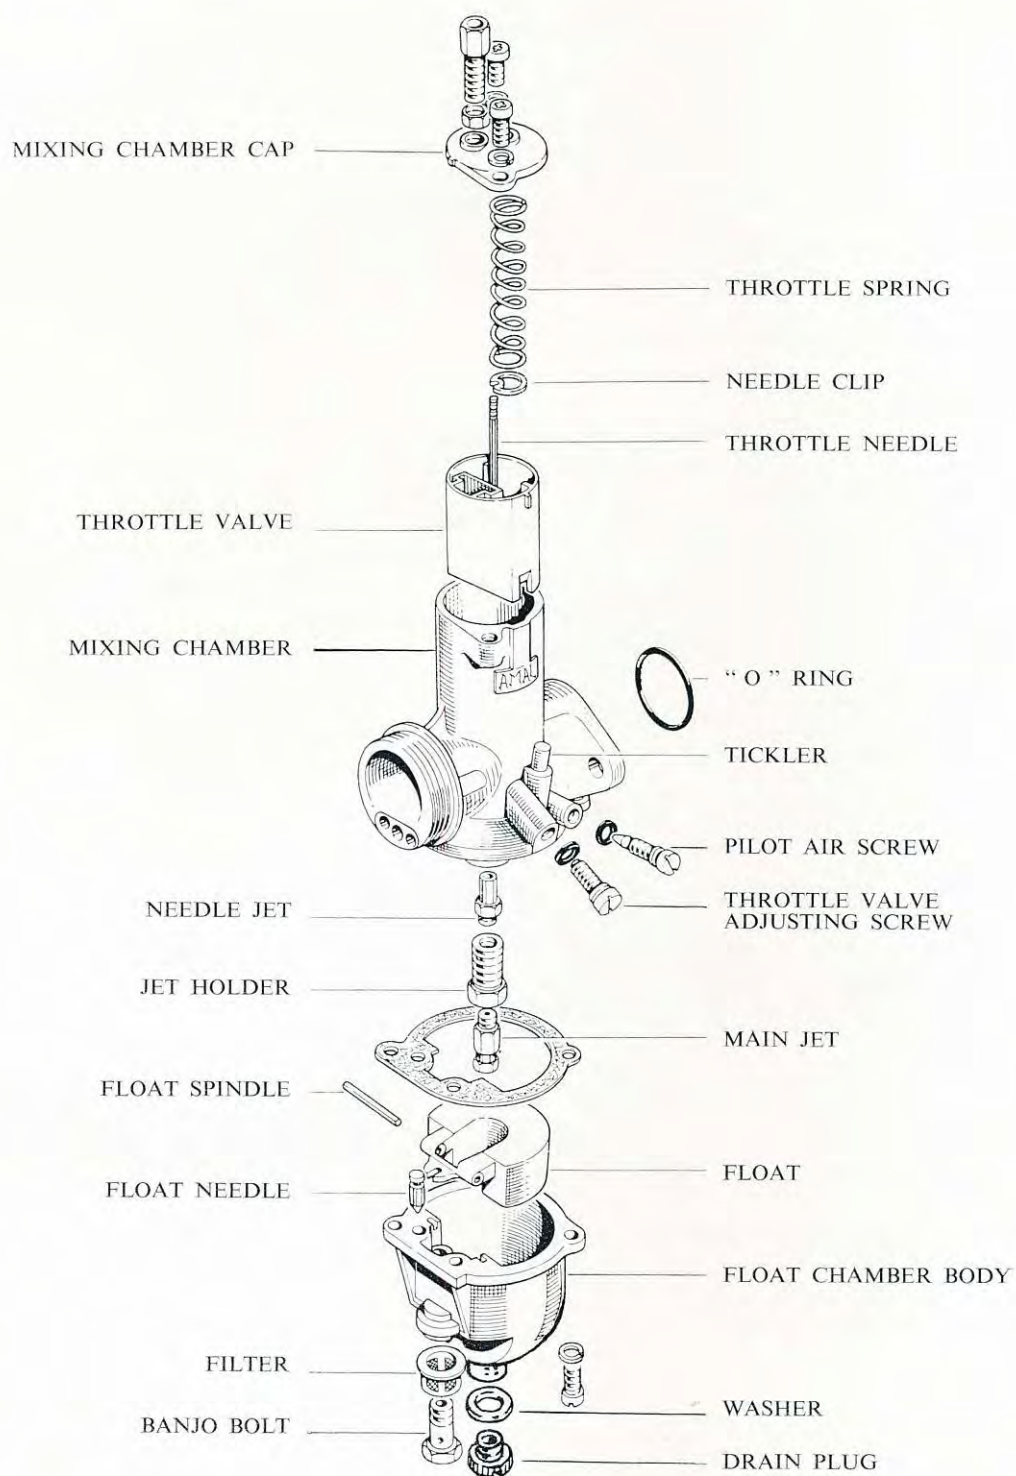 MIXING CHAMBER CAP
THROTTLE SPRING
NEEDLE CLIP
THROTTLE NEEDLE
THROTTLE VALVE
MIXING CHAMBER
AMAL
“ O ” RING
TICKLER
PILOT AIR SCREW
THROTTLE VALVE
ADJUSTING SCREW
NEEDLE JET
JET HOLDER
MAIN JET
FLOAT SPINDLE
FLOAT
FLOAT NEEDLE
FLOAT CHAMBER BODY
FILTER
WASHER
BANJO BOLT
DRAIN PLUG